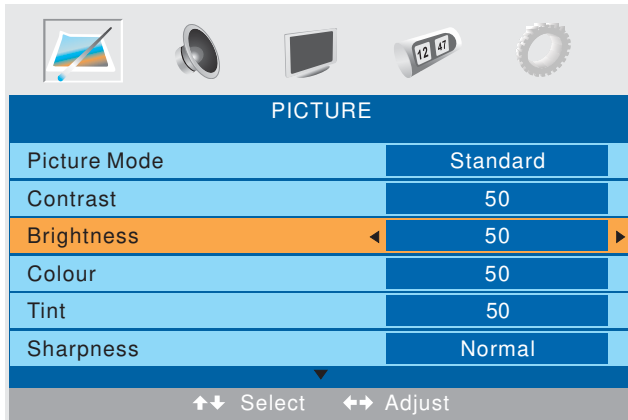 12 47
PICTURE
Picture Mode Standard
Contrast 50
Brightness 50
Colour 50
Tint 50
Sharpness Normal
Select Adjust